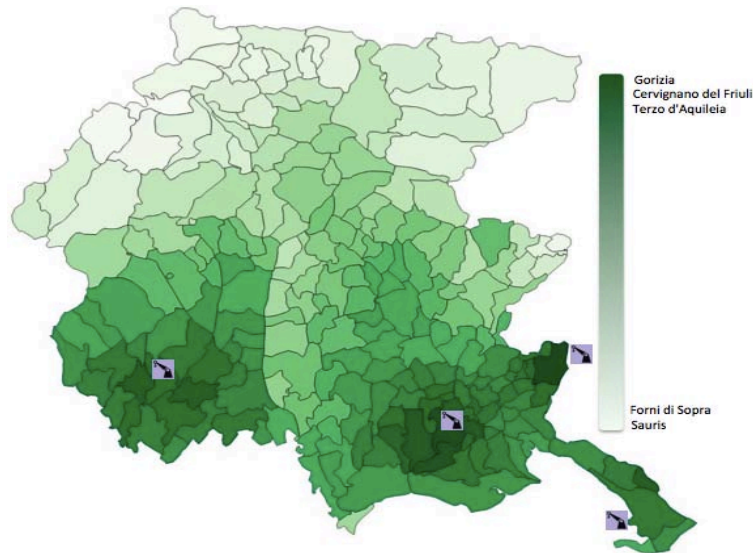 Gorizia
Cervignano del Friuli
Terzo d'Aquileia
Forni di Sopra
Sauris